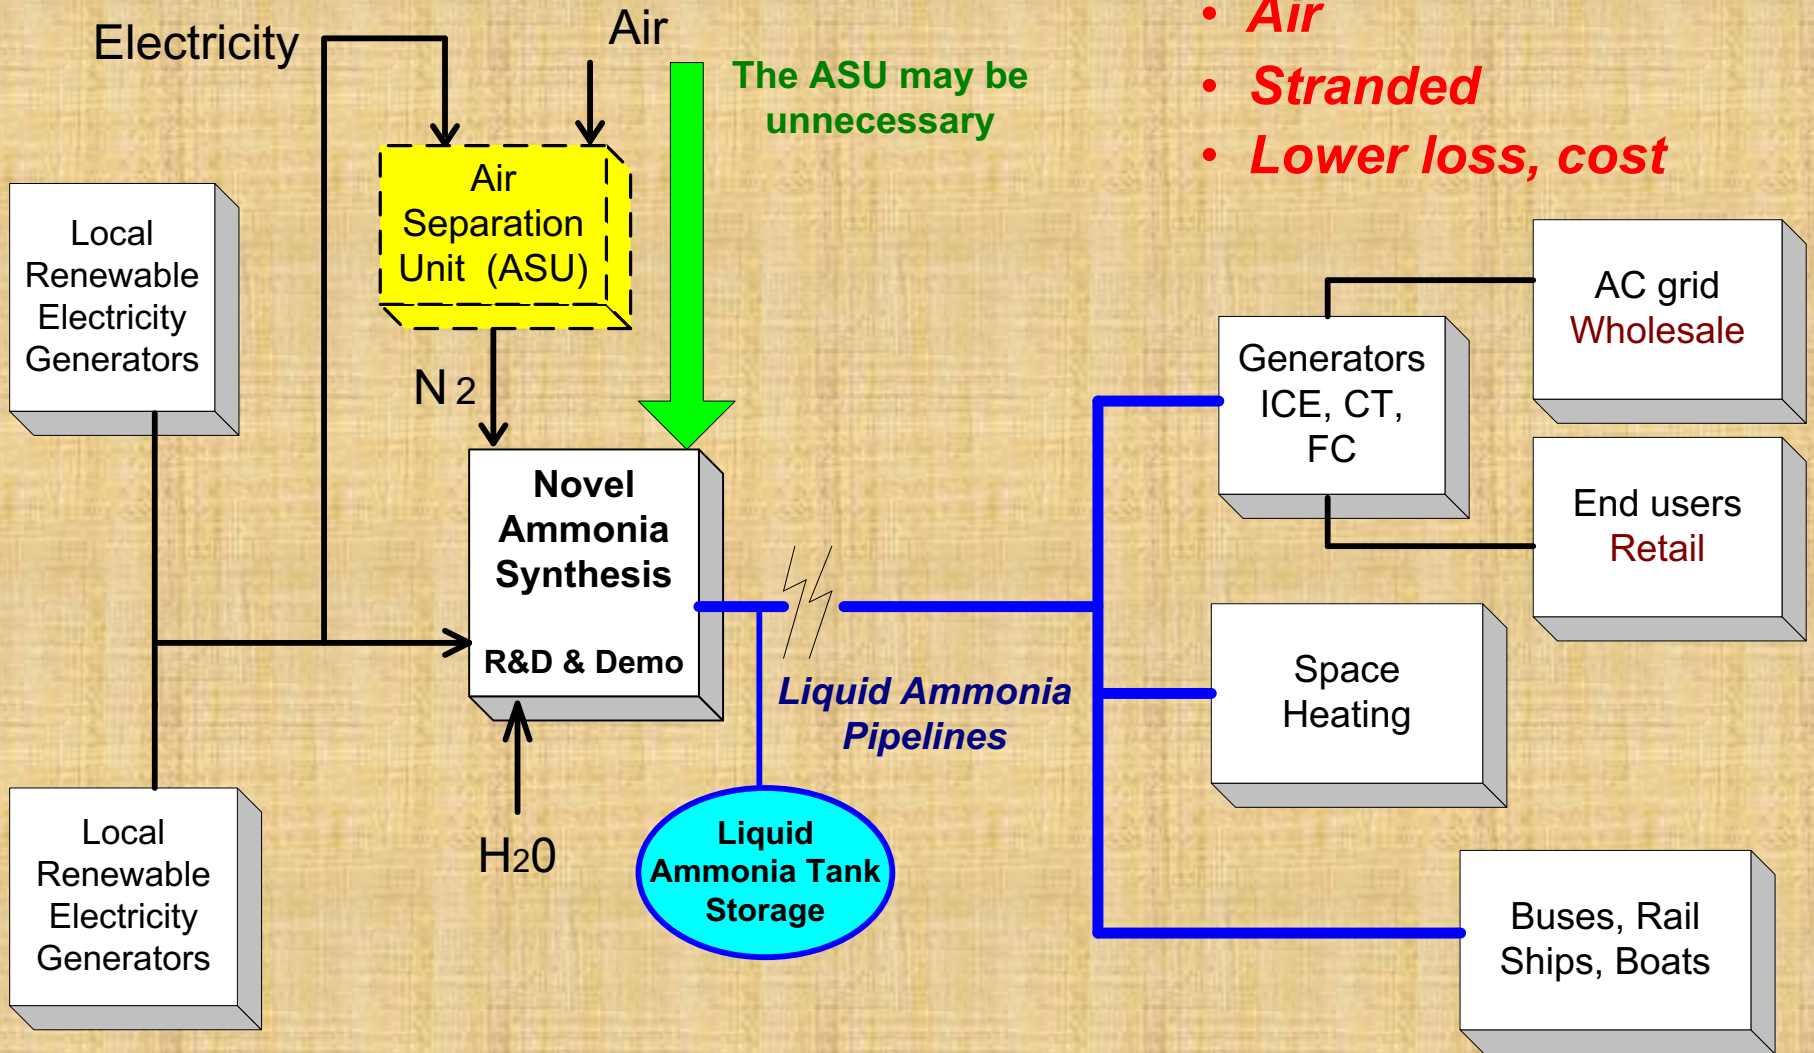 Electricity
Air
The ASU may be
unnecessary
• Air
• Stranded
• Lower loss, cost
Air
Separation
Unit (ASU)
Local
Renewable
Electricity
Generators
N 2
Novel
Ammonia
Synthesis
R&D & Demo
H20
Local
Renewable
Electricity
Generators
Liquid
Ammonia Tank
Storage
Liquid Ammonia
Pipelines
Generators
ICE, CT,
FC
AC grid
Wholesale
End users
Retail
Space
Heating
Buses, Rail
Ships, Boats